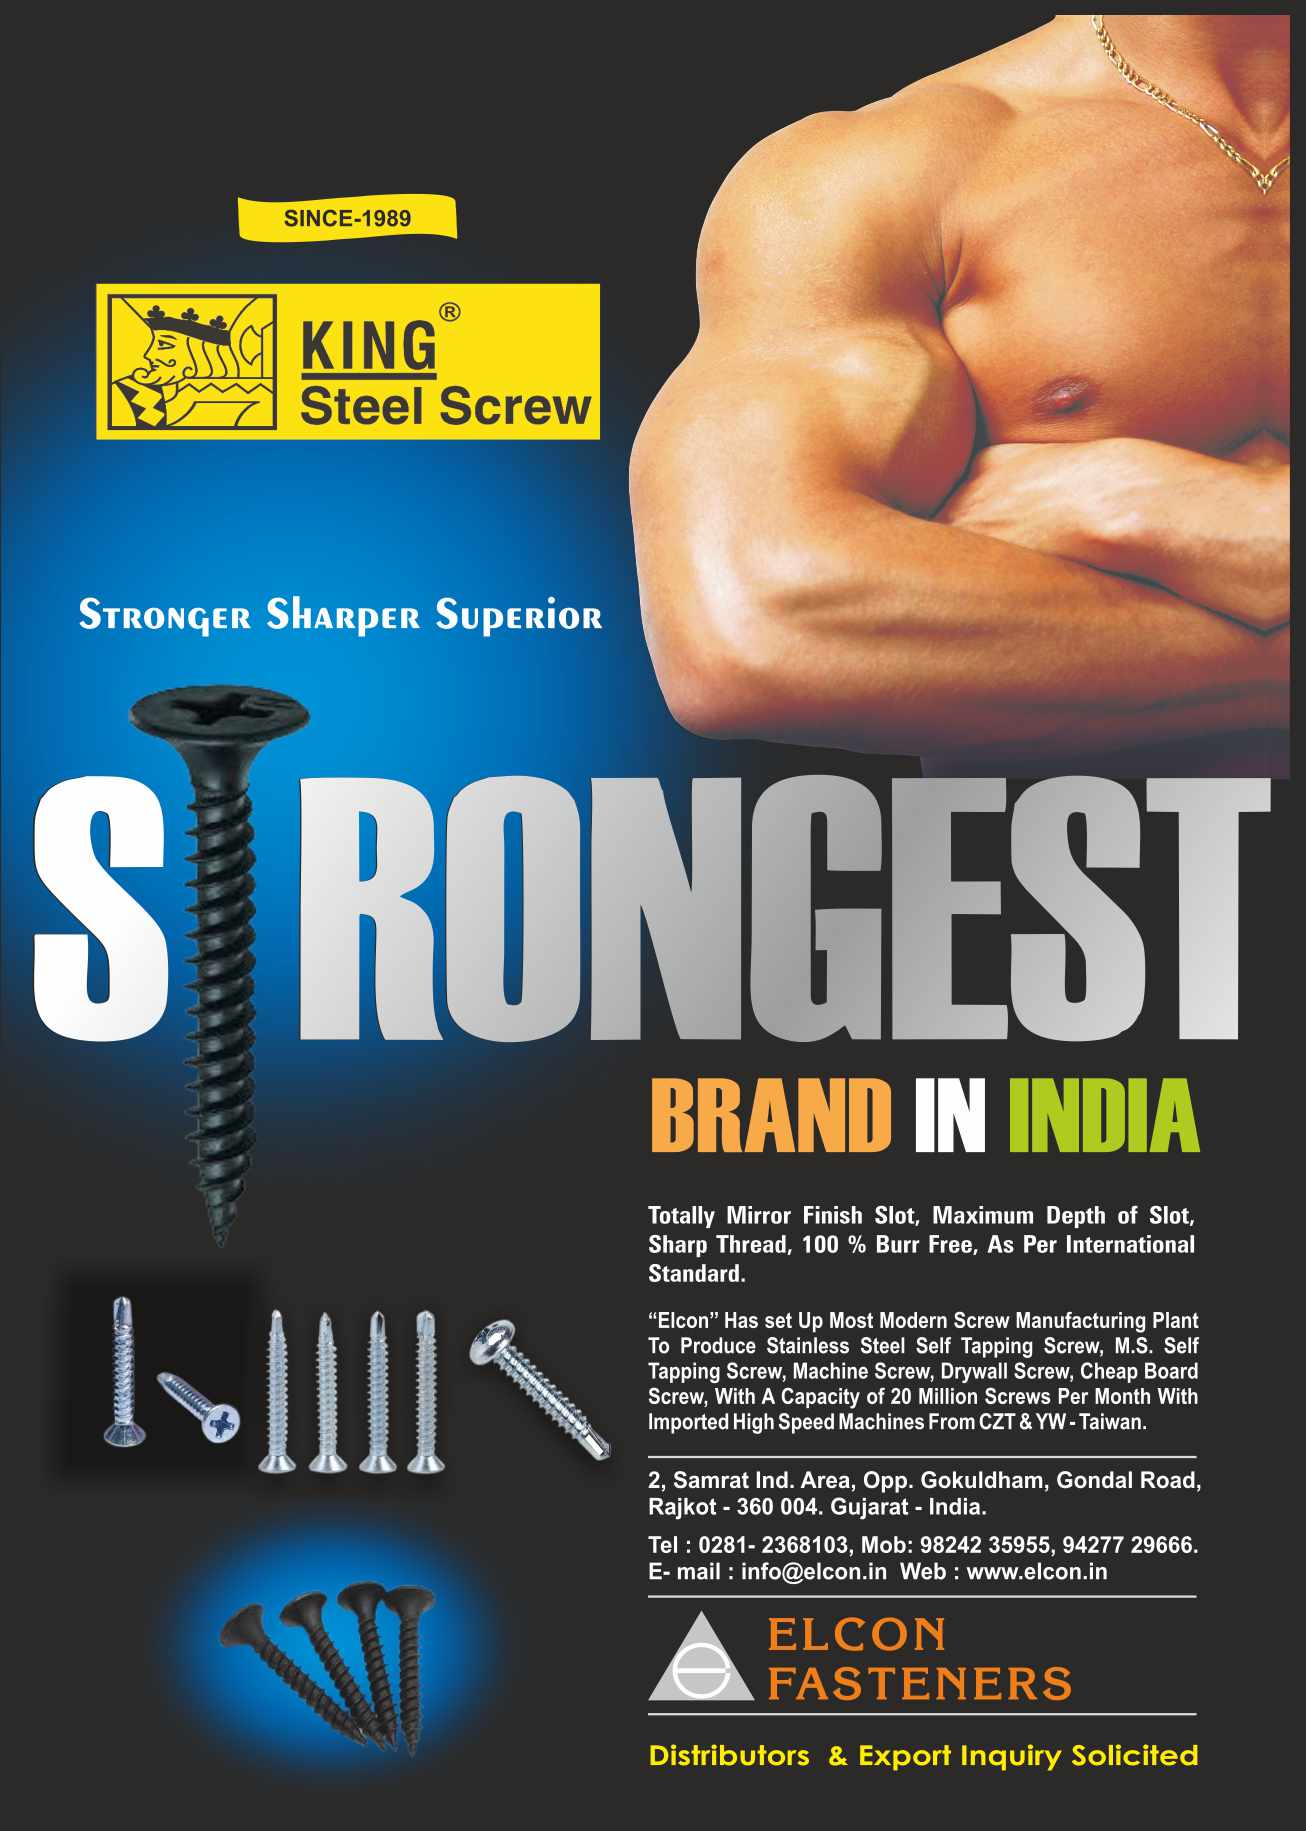 SINCE-1989
KING®
Steel Screw
Stronger Sharper Superior
STRONGEST
BRAND IN INDIA
Totally Mirror Finish Slot, Maximum Depth of Slot,
Sharp Thread, 100 % Burr Free, As Per International
Standard.
“Elcon” Has set Up Most Modern Screw Manufacturing Plant
To Produce Stainless Steel Self Tapping Screw, M.S. Self
Tapping Screw, Machine Screw, Drywall Screw, Cheap Board
Screw, With A Capacity of 20 Million Screws Per Month With
Imported High Speed Machines From CZT & YW - Taiwan.
2, Samrat Ind. Area, Opp. Gokuldham, Gondal Road,
Rajkot - 360 004. Gujarat - India.
Tel : 0281- 2368103, Mob: 98242 35955, 94277 29666.
E- mail : info@elcon.in  Web : www.elcon.in
ELCON
FASTENERS
Distributors & Export Inquiry Solicited